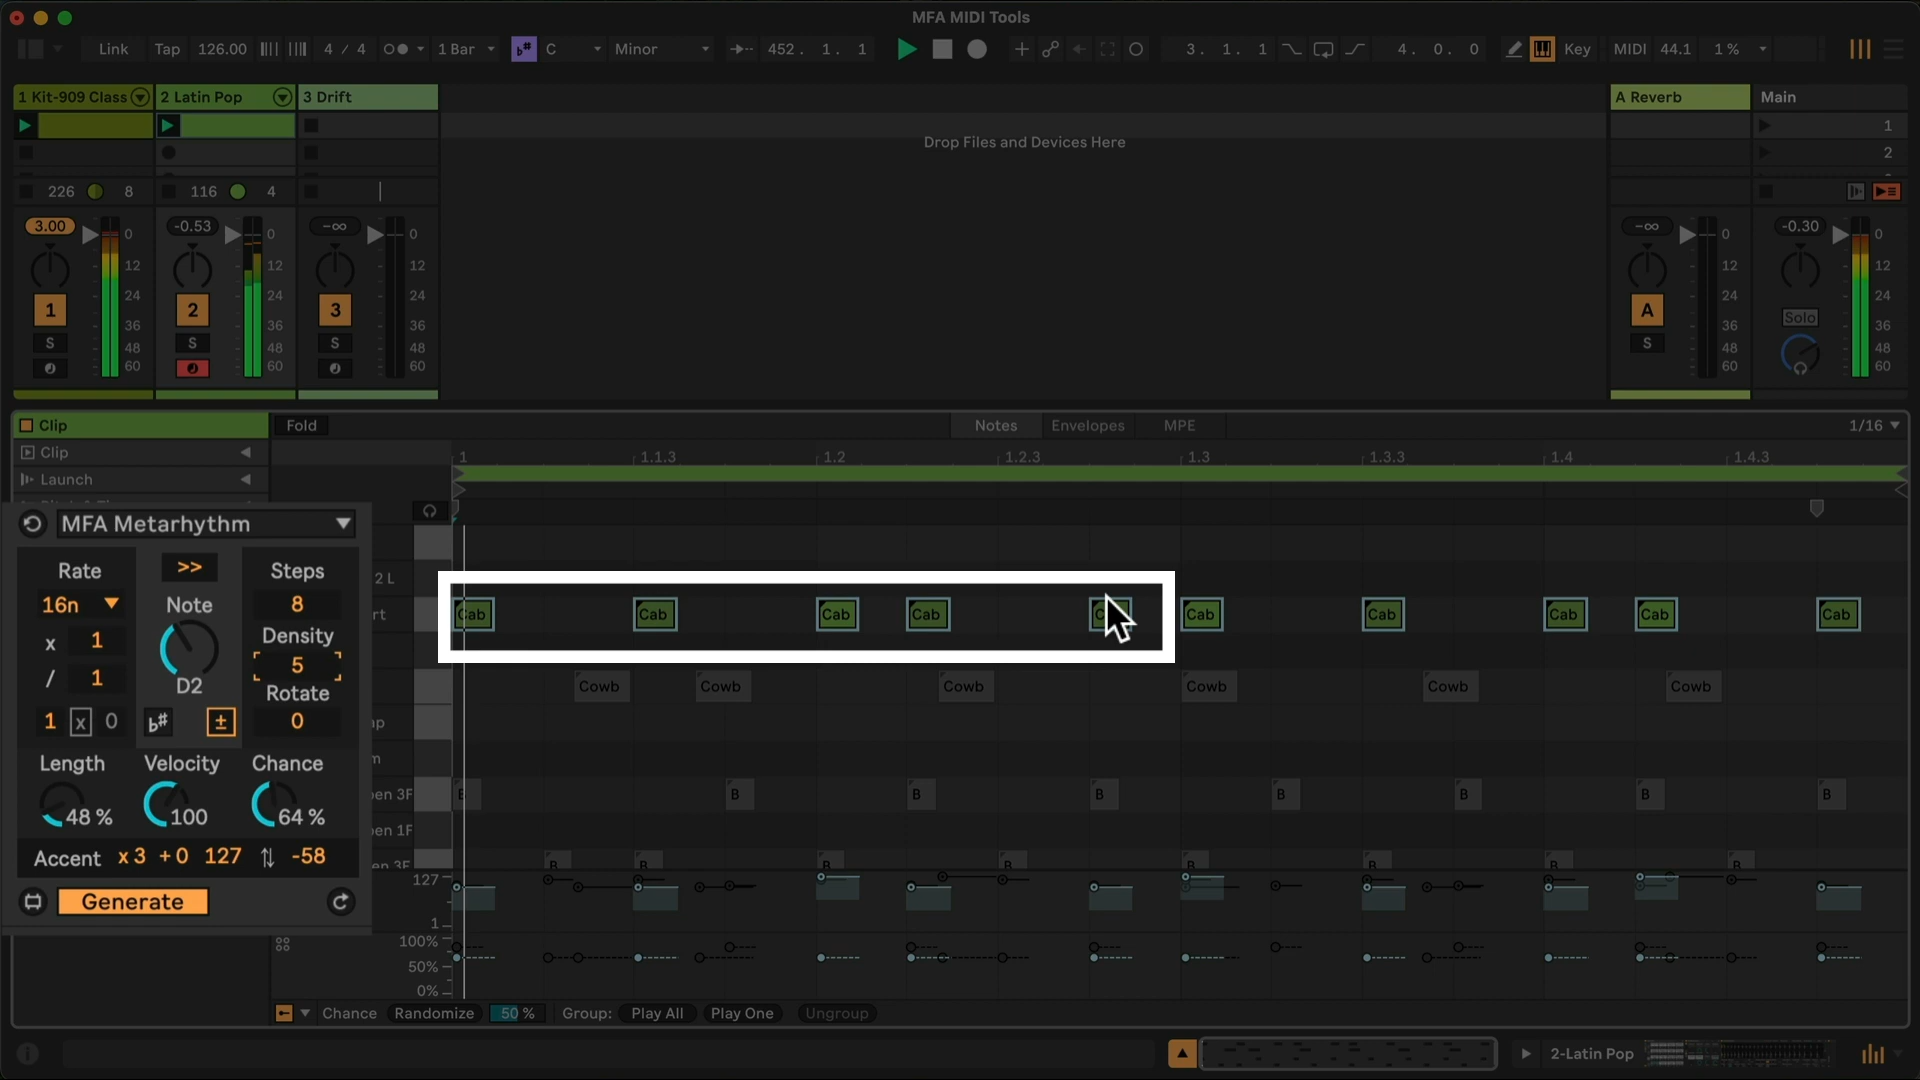 MFA MIDI Tools
Link Tap 126.00 4 / 4 1 Bar b# C Minor 452. 1. 1 3. 1. 1 4. 0. 0 Key MIDI 44.1 1 %
1 Kit-909 Class 2 Latin Pop 3 Drift A Reverb Main
1
Drop Files and Devices Here
2
226 8 116 4
3.00 -0.53 -∞ -∞ -0.30
0 0 0 0 0
12 12 12 12 12
24 24 24 24 24
1 2 3 A
36 36 36 Solo 36 36
S S S S
48 48 48 48 48
60 60 60 60 60
Clip Fold Notes Envelopes MPE 1/16
Clip 1 1.1.3 1.2 1.2.3 1.3 1.3.3 1.4 1.4.3
Launch
MFA Metarhythm
Rate >> Steps
16n Note 8
x 1 Density
/ 1 D2 5
Rotate
1 x 0 b# ± 0
Length Velocity Chance
48 % 100 64 %
Accent x 3 + 0 127 -58
Generate
2 L
rt Cab Cab Cab Cab Cab Cab Cab Cab Cab
Cowb Cowb Cowb Cowb Cowb Cowb
pen 3F B B B B B B B B B
pen 1F
B B B B B B B B
127
1
100%
50%
0%
Chance Randomize 50 % Group: Play All Play One Ungroup
2-Latin Pop